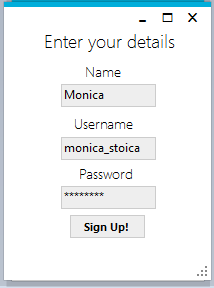 Enter your details
Name
Monica
Username
monica_stoica
Password
********
Sign Up!